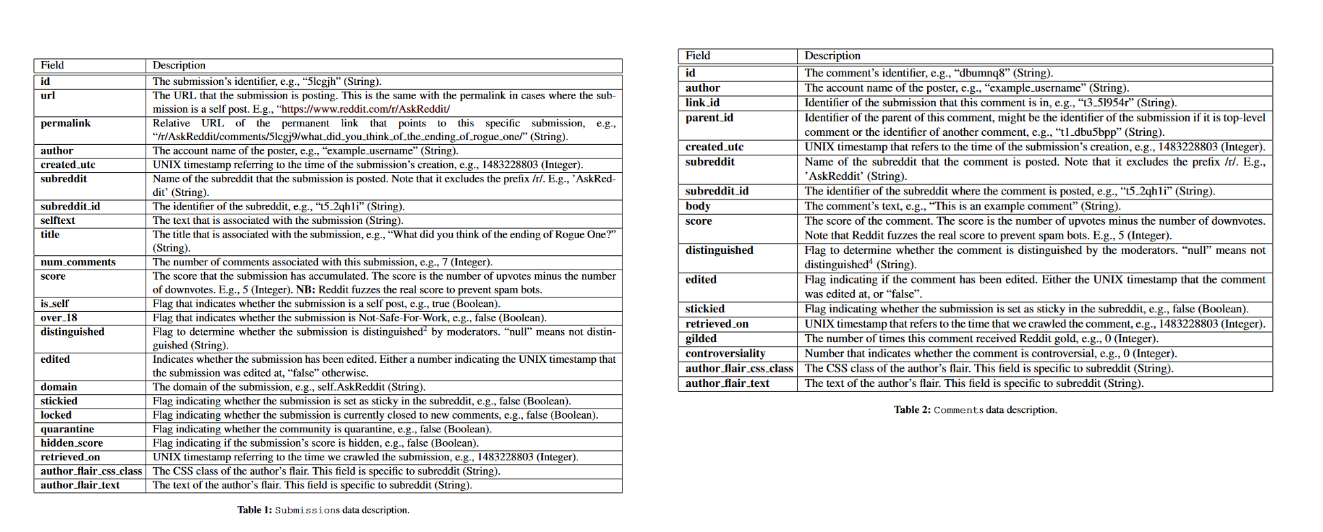 Field Description
id The submission's identifier, e.g., “5lcgjh” (String).
url The URL that the submission is posting. This is the same with the permalink in cases where the sub-
mission is a self post. E.g., “https://www.reddit.com/r/AskReddit/
permalink Relative URL of the permanent link that points to this specific submission, e.g.,
“/r/AskReddit/comments/5lcgj9/what_did_you_think_of_the_ending_of_rogue_one/” (String).
author The account name of the poster, e.g., “example_username” (String).
created_utc UNIX timestamp referring to the time of the submission's creation, e.g., 1483228803 (Integer).
subreddit Name of the subreddit that the submission is posted. Note that it excludes the prefix /r/. E.g., 'AskRed-
dit' (String).
subreddit_id The identifier of the subreddit, e.g., “t5_2qh1i” (String).
selftext The text that is associated with the submission (String).
title The title that is associated with the submission, e.g., “What did you think of the ending of Rogue One?”
(String).
num_comments The number of comments associated with this submission, e.g., 7 (Integer).
score The score that the submission has accumulated. The score is the number of upvotes minus the number
of downvotes. E.g., 5 (Integer). NB: Reddit fuzzes the real score to prevent spam bots.
is_self Flag that indicates whether the submission is a self post, e.g., true (Boolean).
over_18 Flag that indicates whether the submission is Not-Safe-For-Work, e.g., false (Boolean).
distinguished Flag to determine whether the submission is distinguished2 by moderators. “null” means not distin-
guished (String).
edited Indicates whether the submission has been edited. Either a number indicating the UNIX timestamp that
the submission was edited at, “false” otherwise.
domain The domain of the submission, e.g., self.AskReddit (String).
stickied Flag indicating whether the submission is set as sticky in the subreddit, e.g., false (Boolean).
locked Flag indicating whether the submission is currently closed to new comments, e.g., false (Boolean).
quarantine Flag indicating whether the community is quarantine, e.g., false (Boolean).
hidden_score Flag indicating if the submission's score is hidden, e.g., false (Boolean).
retrieved_on UNIX timestamp referring to the time we crawled the submission, e.g., 1483228803 (Integer).
author_flair_css_class The CSS class of the author's flair. This field is specific to subreddit (String).
author_flair_text The text of the author's flair. This field is specific to subreddit (String).
Table 1: Submissions data description.
Field Description
id The comment's identifier, e.g., “dbumnq8” (String).
author The account name of the poster, e.g., “example_username” (String).
link_id Identifier of the submission that this comment is in, e.g., “t3_5l954r” (String).
parent_id Identifier of the parent of this comment, might be the identifier of the submission if it is top-level
comment or the identifier of another comment, e.g., “t1_dbu5bpp” (String).
created_utc UNIX timestamp that refers to the time of the submission's creation, e.g., 1483228803 (Integer).
subreddit Name of the subreddit that the comment is posted. Note that it excludes the prefix /r/. E.g.,
'AskReddit' (String).
subreddit_id The identifier of the subreddit where the comment is posted, e.g., “t5_2qh1i” (String).
body The comment's text, e.g., “This is an example comment” (String).
score The score of the comment. The score is the number of upvotes minus the number of downvotes.
Note that Reddit fuzzes the real score to prevent spam bots. E.g., 5 (Integer).
distinguished Flag to determine whether the comment is distinguished by the moderators. “null” means not
distinguished4 (String).
edited Flag indicating if the comment has been edited. Either the UNIX timestamp that the comment
was edited at, or “false”.
stickied Flag indicating whether the submission is set as sticky in the subreddit, e.g., false (Boolean).
retrieved_on UNIX timestamp that refers to the time that we crawled the comment, e.g., 1483228803 (Integer).
gilded The number of times this comment received Reddit gold, e.g., 0 (Integer).
controversiality Number that indicates whether the comment is controversial, e.g., 0 (Integer).
author_flair_css_class The CSS class of the author's flair. This field is specific to subreddit (String).
author_flair_text The text of the author's flair. This field is specific to subreddit (String).
Table 2: Comments data description.